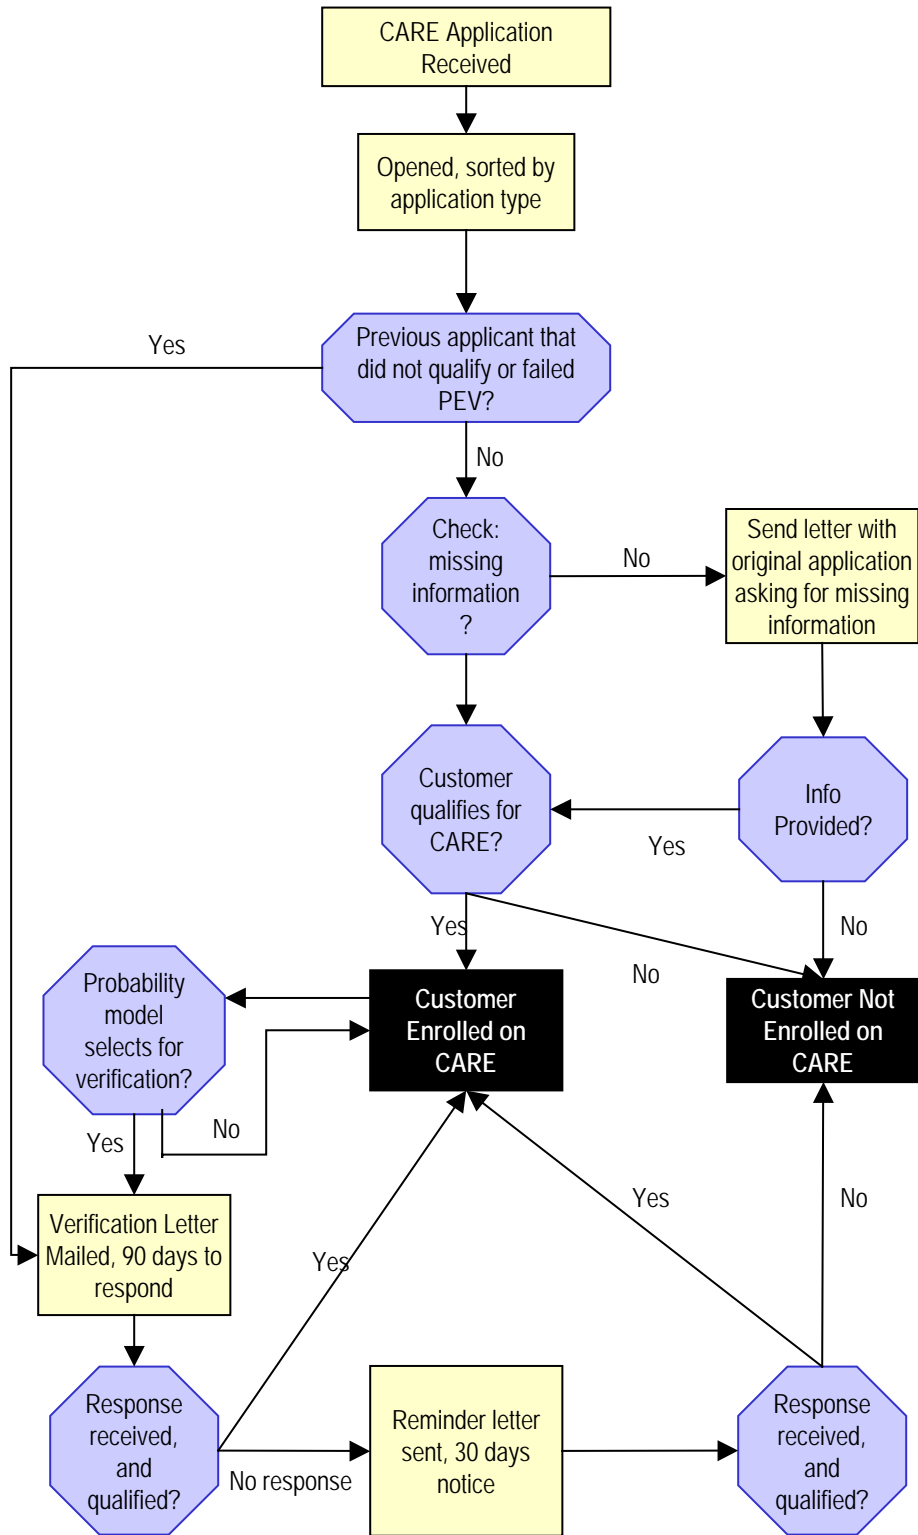 CARE Application
Received
Opened, sorted by
application type
Yes
Previous applicant that
did not qualify or failed
PEV?
No
Check:
missing
information
?
No
Send letter with
original application
asking for missing
information
Customer
qualifies for
CARE?
Yes
Info
Provided?
Yes
No
No
Probability
model
selects for
verification?
Customer
Enrolled on
CARE
Customer Not
Enrolled on
CARE
Yes
No
Verification Letter
Mailed, 90 days to
respond
Yes
Yes
No
Response
received,
and
qualified?
No response
Reminder letter
sent, 30 days
notice
Response
received,
and
qualified?